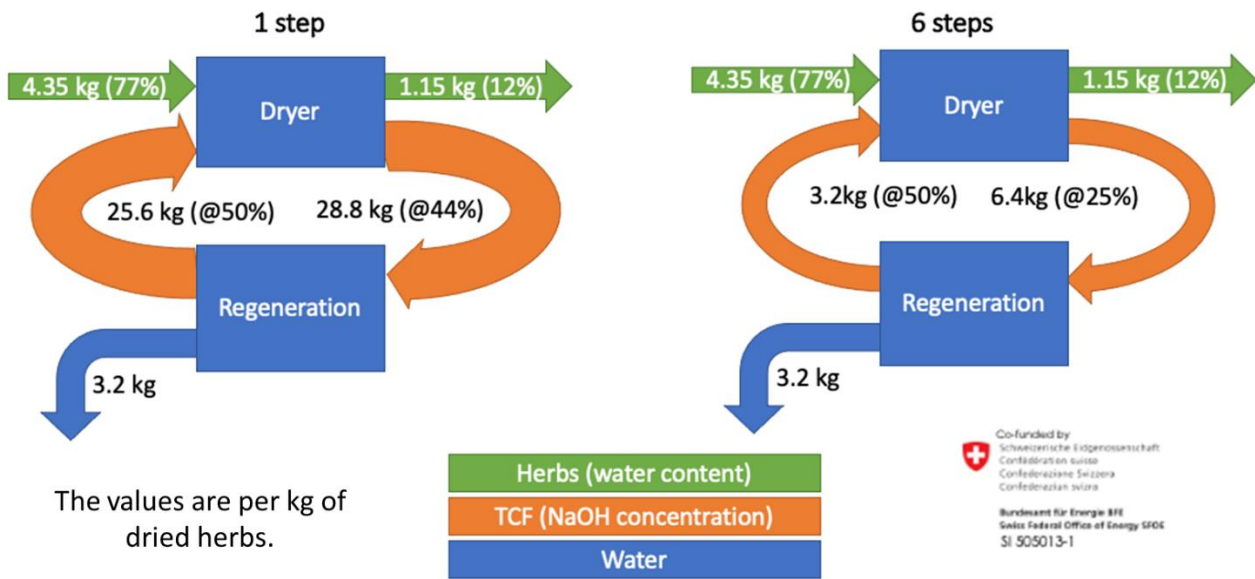 1 step
4.35 kg (77%)
Dryer
1.15 kg (12%)
25.6 kg (@50%)
28.8 kg (@44%)
Regeneration
3.2 kg
6 steps
4.35 kg (77%)
Dryer
1.15 kg (12%)
3.2kg (@50%)
6.4kg (@25%)
Regeneration
3.2 kg
The values are per kg of
dried herbs.
Herbs (water content)
TCF (NaOH concentration)
Water
Co-funded by
Schweizerische Eidgenossenschaft
Confédération suisse
Confederazione Svizzera
Confederaziun svizra
Bundesamt für Energie BFE
Swiss Federal Office of Energy SFOE
SI 505013-1